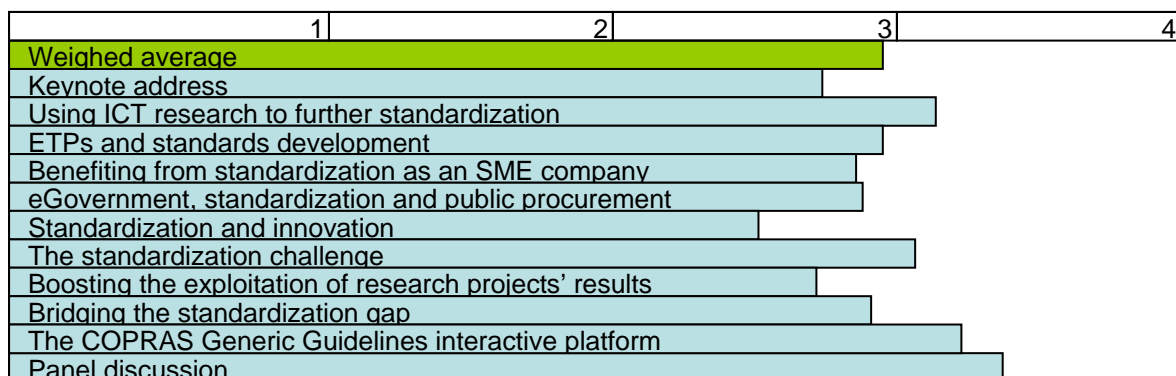 1 2 3 4
Weighed average
Keynote address
Using ICT research to further standardization
ETPs and standards development
Benefiting from standardization as an SME company
eGovernment, standardization and public procurement
Standardization and innovation
The standardization challenge
Boosting the exploitation of research projects’ results
Bridging the standardization gap
The COPRAS Generic Guidelines interactive platform
Panel discussion